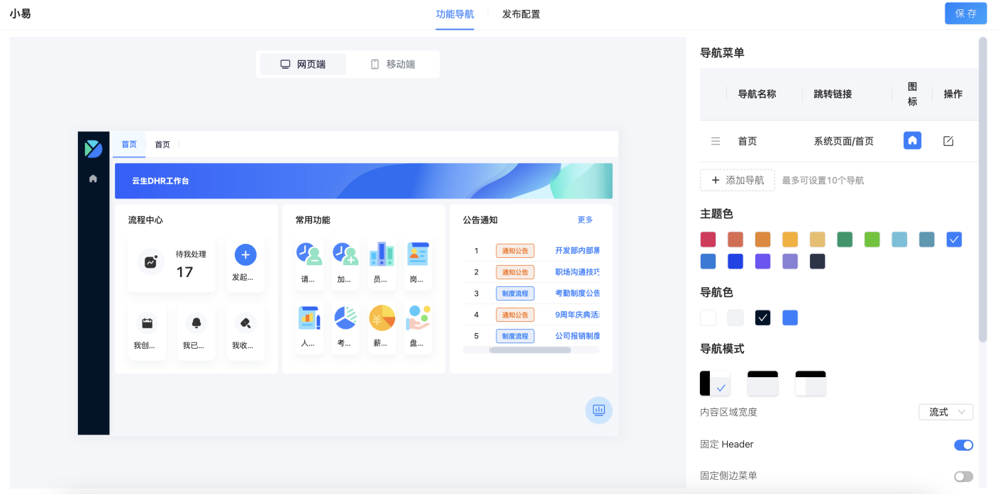 小易
功能导航
发布配置
保 存
网页端
移动端
首页
首页
云生DHR工作台
流程中心
待我处理
17
发起...
我创...
我已...
我收...
常用功能
请...
加...
员...
岗...
人...
考...
薪...
盘...
公告通知
更多
1 通知公告 开发部内部
2 通知公告 职场沟通技巧
3 制度流程 考勤制度公告
4 通知公告 9周年庆典活
5 制度流程 公司报销制度
导航菜单
导航名称 跳转链接 图标 操作
首页 系统页面/首页
添加导航 最多可设置10个导航
主题色
导航色
导航模式
内容区域宽度 流式
固定 Header
固定侧边菜单